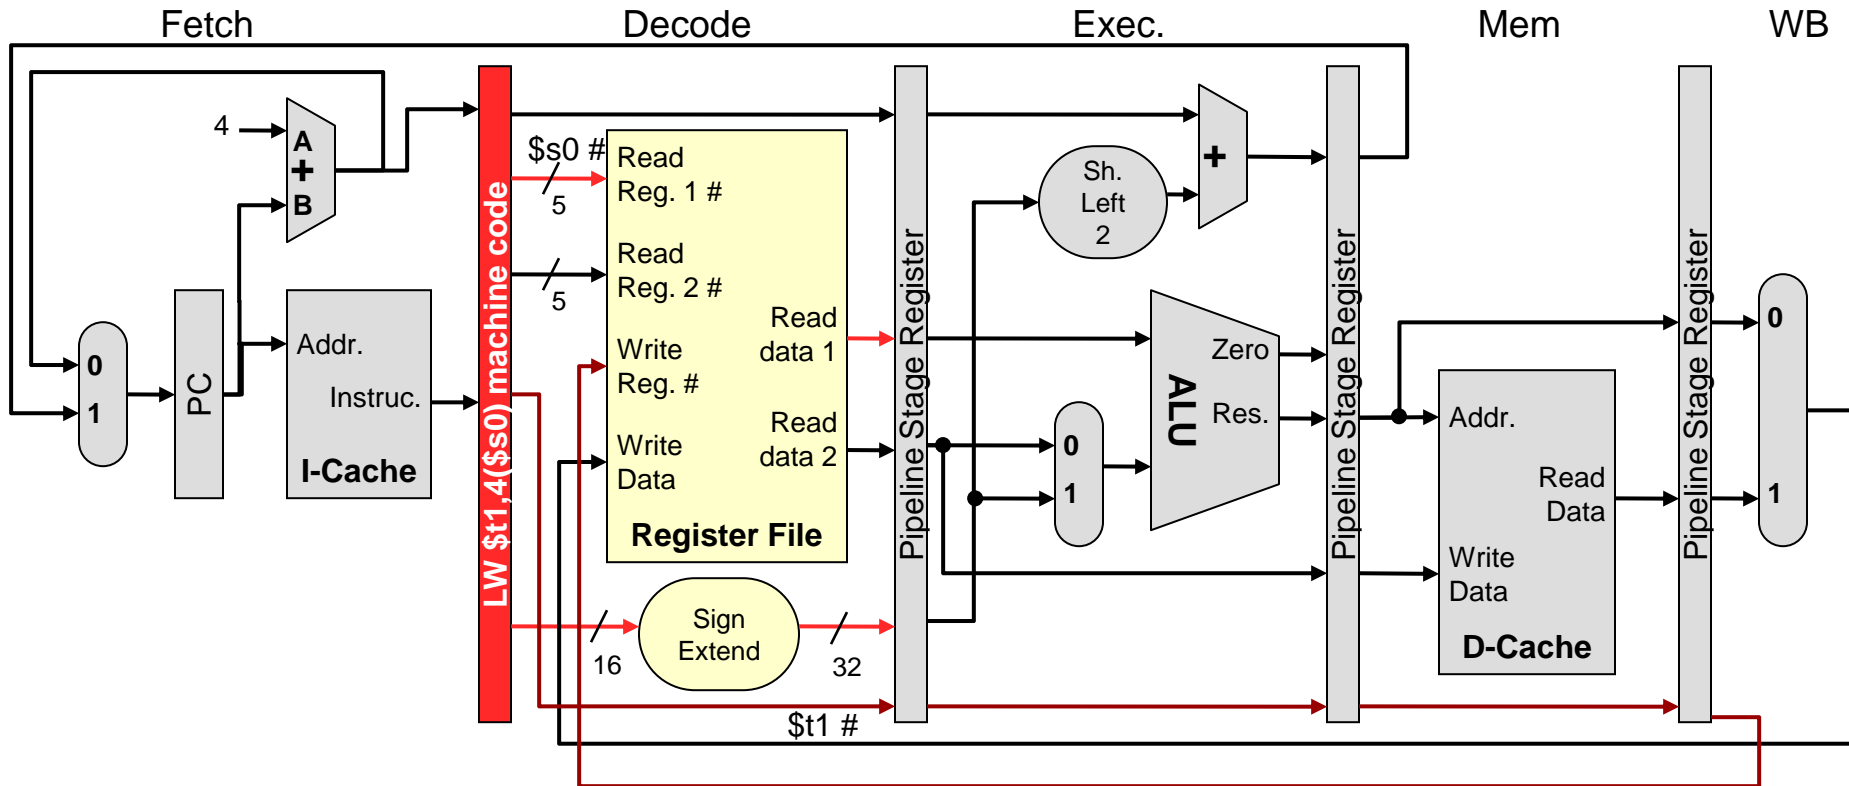 Fetch
Decode
Exec.
Mem
WB
4
A
+
B
0
1
PC
Addr.
Instruc.
I-Cache
LW $t1,4($s0) machine code
$s0 #
5
5
Read
Reg. 1 #
Read
Reg. 2 #
Write
Reg. #
Write
Data
Read
data 1
Read
data 2
Register File
16
Sign
Extend
32
$t1 #
Pipeline Stage Register
Sh.
Left
2
+
0
1
ALU
Zero
Res.
Pipeline Stage Register
Addr.
Read
Data
Write
Data
D-Cache
Pipeline Stage Register
0
1